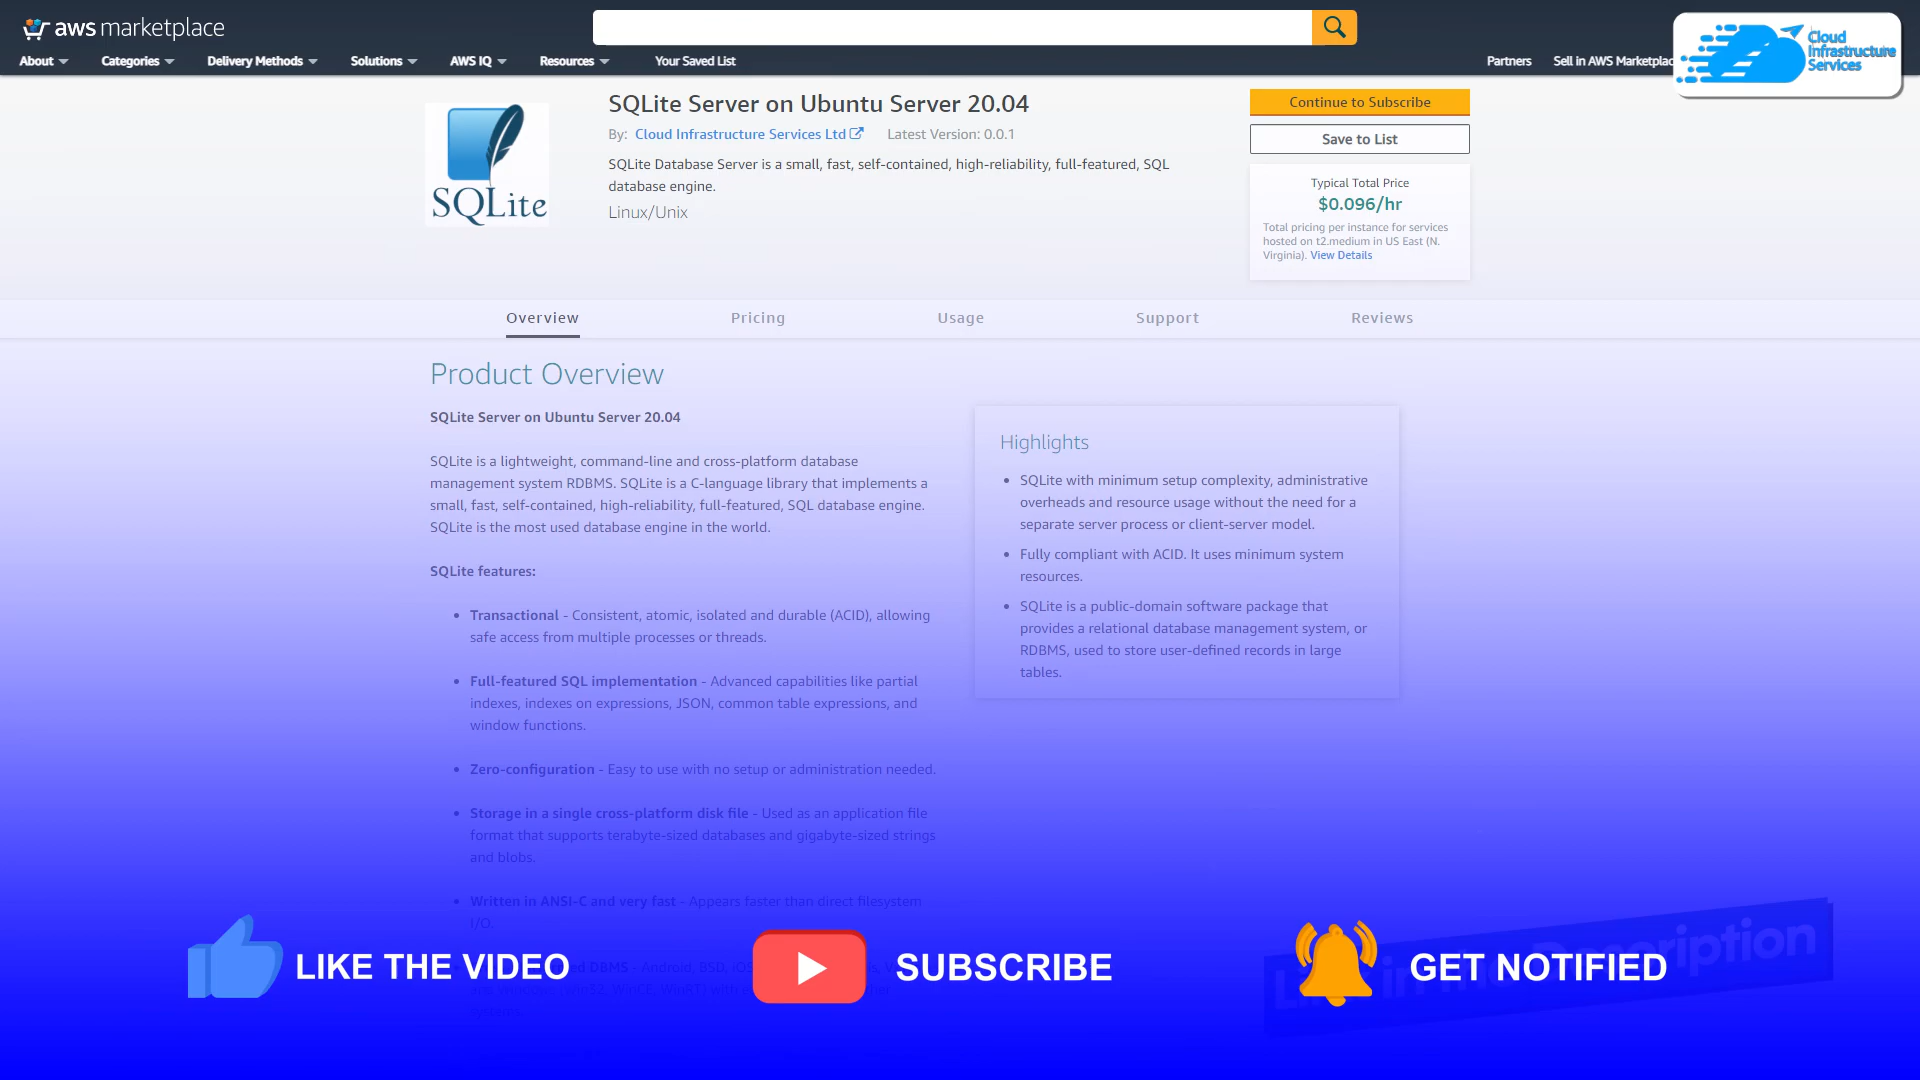 aws marketplace
About
Categories
Delivery Methods
Solutions
AWS IQ
Resources
Your Saved List
Partners
Sell in AWS Marketplac
Cloud
Infrastructure
Services
SQLite
SQLite Server on Ubuntu Server 20.04
By: Cloud Infrastructure Services Ltd Latest Version: 0.0.1
SQLite Database Server is a small, fast, self-contained, high-reliability, full-featured, SQL
database engine.
Linux/Unix
Continue to Subscribe
Save to List
Typical Total Price
$0.096/hr
Total pricing per instance for services
hosted on t2.medium in US East (N.
Virginia). View Details
Overview
Pricing
Usage
Support
Reviews
Product Overview
SQLite Server on Ubuntu Server 20.04
SQLite is a lightweight, command-line and cross-platform database
management system RDBMS. SQLite is a C-language library that implements a
small, fast, self-contained, high-reliability, full-featured, SQL database engine.
SQLite is the most used database engine in the world.
SQLite features:
• Transactional - Consistent, atomic, isolated and durable (ACID), allowing
safe access from multiple processes or threads.
• Full-featured SQL implementation - Advanced capabilities like partial
indexes, indexes on expressions, JSON, common table expressions, and
window functions.
• Zero-configuration - Easy to use with no setup or administration needed.
• Storage in a single cross-platform disk file - Used as an application file
format that supports terabyte-sized databases and gigabyte-sized strings
and blobs.
• Written in ANSI-C and very fast - Appears faster than direct filesystem
I/O.
DBMS - Android, BSD,
Highlights
• SQLite with minimum setup complexity, administrative
overheads and resource usage without the need for a
separate server process or client-server model.
• Fully compliant with ACID. It uses minimum system
resources.
• SQLite is a public-domain software package that
provides a relational database management system, or
RDBMS, used to store user-defined records in large
tables.
LIKE THE VIDEO
SUBSCRIBE
GET NOTIFIED